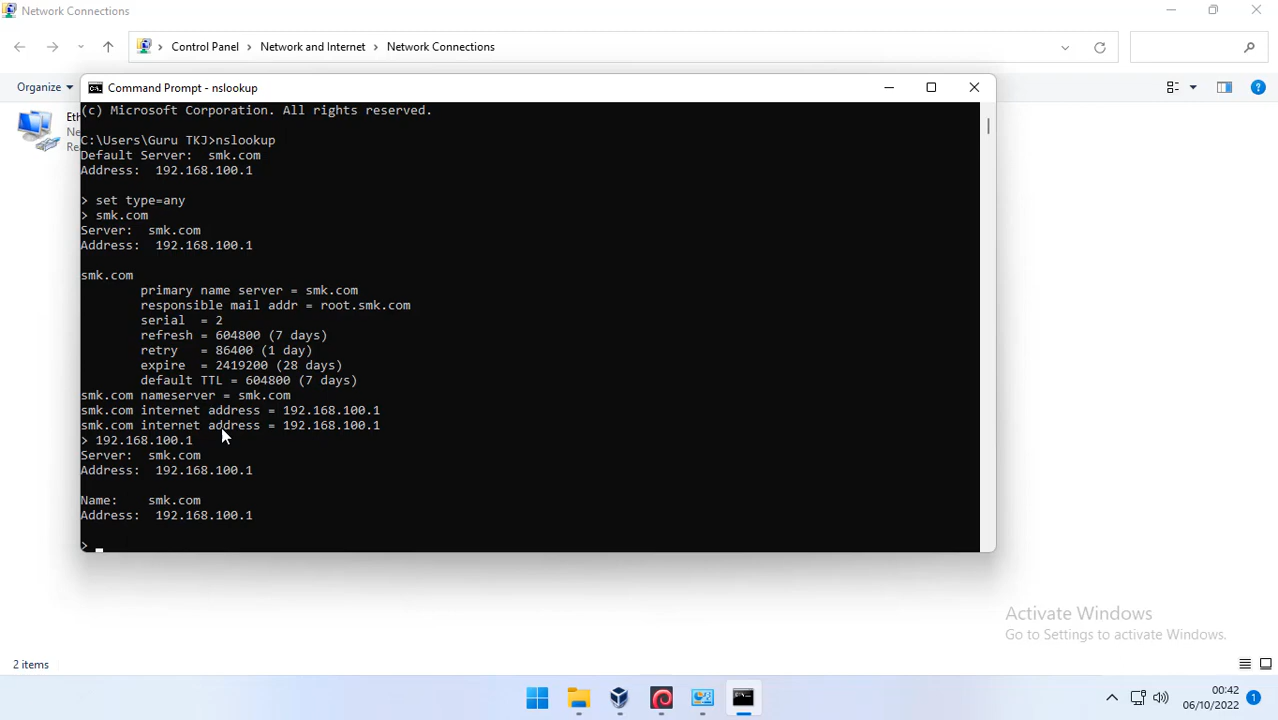 Network Connections
Control Panel > Network and Internet > Network Connections
Organize
Command Prompt - nslookup
Eth
Ne
Re
(c) Microsoft Corporation. All rights reserved.
C:\Users\Guru TKJ>nslookup
Default Server:  smk.com
Address:  192.168.100.1
> set type=any
> smk.com
Server:  smk.com
Address:  192.168.100.1
smk.com
primary name server = smk.com
responsible mail addr = root.smk.com
serial  = 2
refresh = 604800 (7 days)
retry   = 86400 (1 day)
expire  = 2419200 (28 days)
default TTL = 604800 (7 days)
smk.com nameserver = smk.com
smk.com internet address = 192.168.100.1
smk.com internet address = 192.168.100.1
> 192.168.100.1
Server:  smk.com
Address:  192.168.100.1
Name:    smk.com
Address:  192.168.100.1
>
Activate Windows
Go to Settings to activate Windows.
2 items
00:42
06/10/2022
1